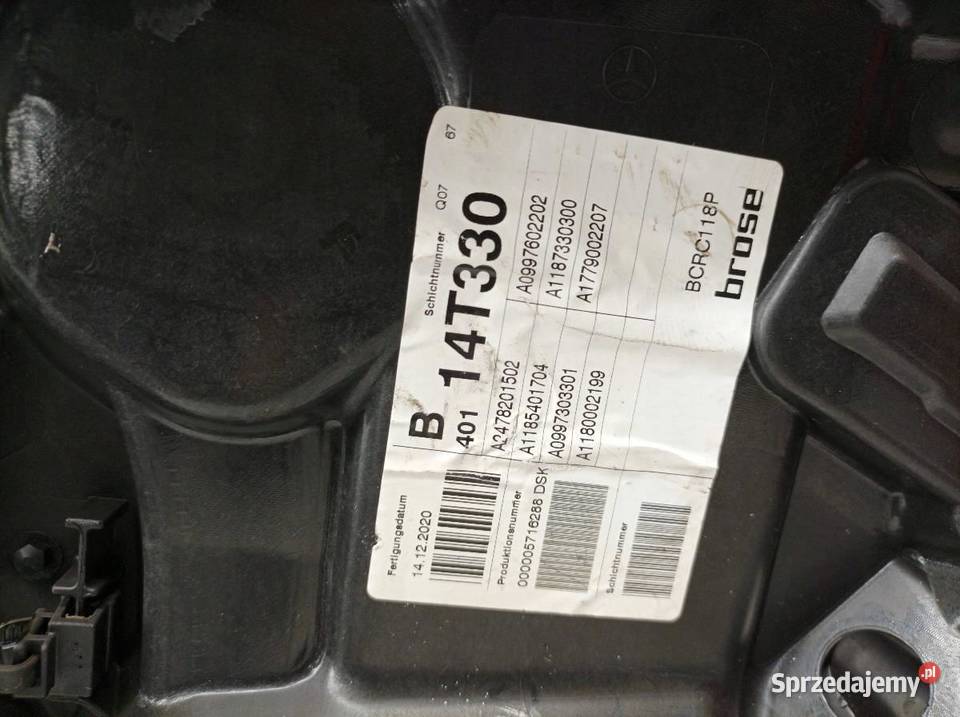 67
Schichtnummer Q07
B
401 14T330
A2478201502 A0997602202
A1185401704 A1187330300
A0997303301 A1779002207
A1180002199
BCRC118P
brose
Fertigungsdatum
14.12.2020
Produktionsnummer
000005716288 DSK
Schichtnummer
Sprzedajemy.pl